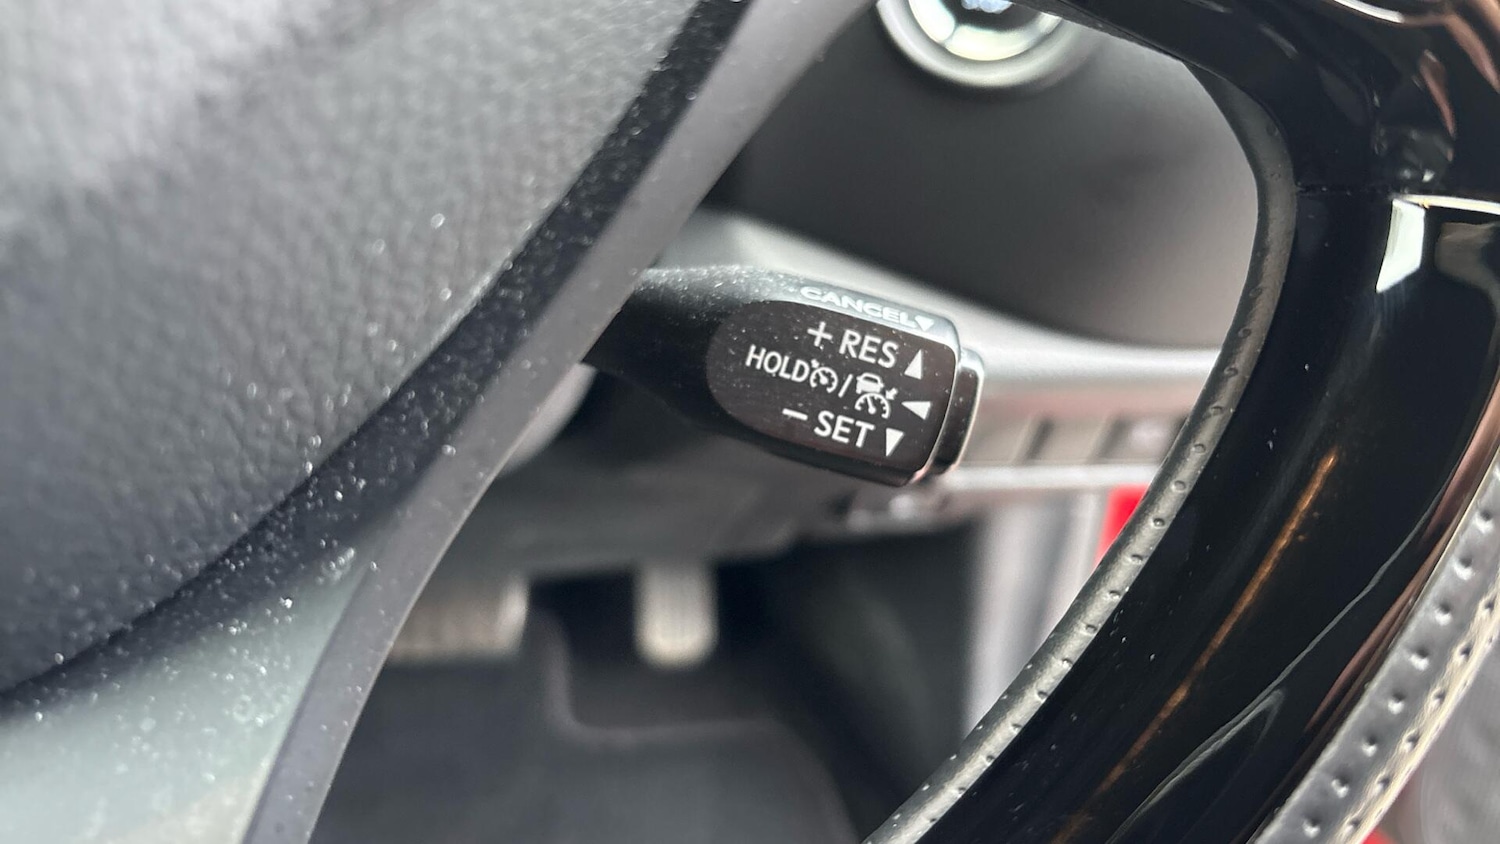 CANCEL▼
+ RES ▲
HOLD / ◀
− SET ▼